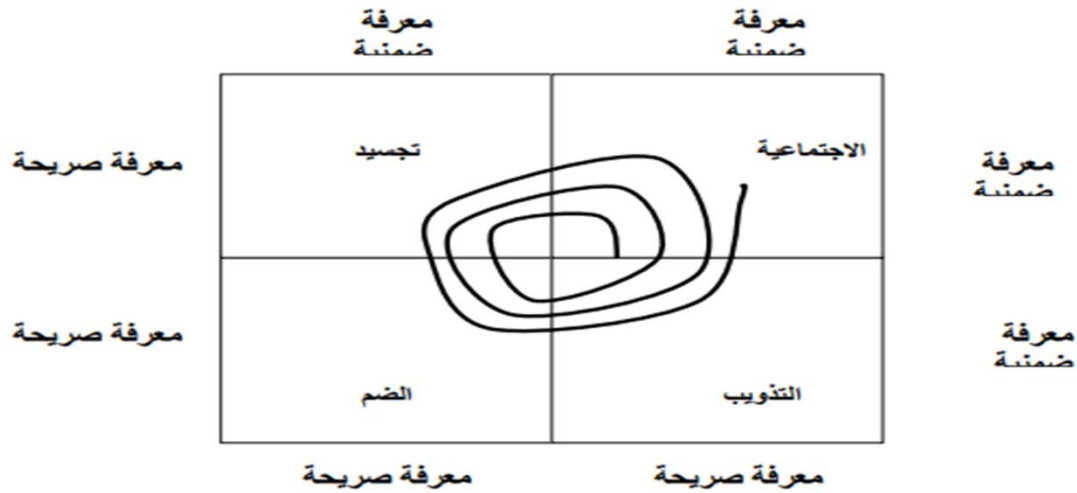 معرفة
ضمنية
معرفة
ضمنية
الاجتماعية
تجسيد
معرفة
ضمنية
معرفة صريحة
معرفة
ضمنية
معرفة صريحة
التذويب
الضم
معرفة صريحة
معرفة صريحة